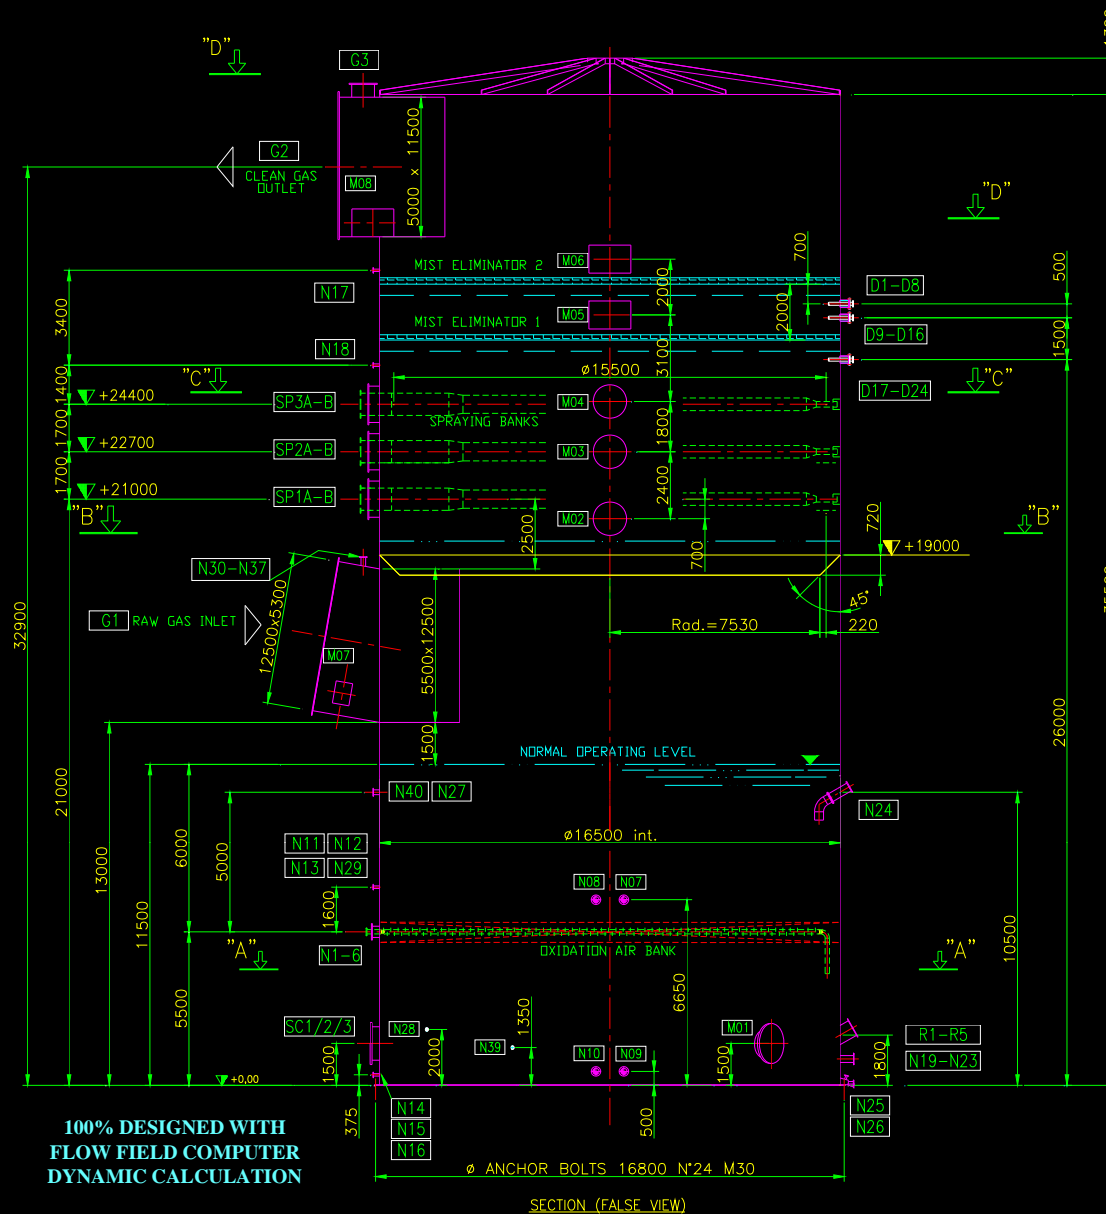 "D"
G3
G2
CLEAN GAS
OUTLET
M08
5000 x 11500
"D"
MIST ELIMINATOR 2
M06
700
500
D1-D8
N17
2000
2000
MIST ELIMINATOR 1
M05
D9-D16
1500
3400
N18
3100
"C"
ø15500
"C"
D17-D24
1400
+24400
SP3A-B
M04
SPRAYING BANKS
1700
1800
+22700
SP2A-B
M03
1700
2400
+21000
SP1A-B
M02
"B"
2500
700
720
"B"
+19000
N30-N37
12500x5300
45°
G1
RAW GAS INLET
5500x12500
Rad.=7530
220
32900
M07
26000
1500
NORMAL OPERATING LEVEL
21000
N40
N27
N24
13000
6000
5000
ø16500 int.
N11
N12
N13
N29
N08
N07
11500
1600
10500
"A"
N1-6
OXIDATION AIR BANK
"A"
5500
6650
SC1/2/3
N28
1350
M01
R1-R5
N39
1500
2000
N10
N09
1500
1800
N19-N23
+0,00
375
N14
500
N25
N15
N26
N16
100% DESIGNED WITH
FLOW FIELD COMPUTER
DYNAMIC CALCULATION
ø ANCHOR BOLTS 16800 N°24 M30
SECTION (FALSE VIEW)